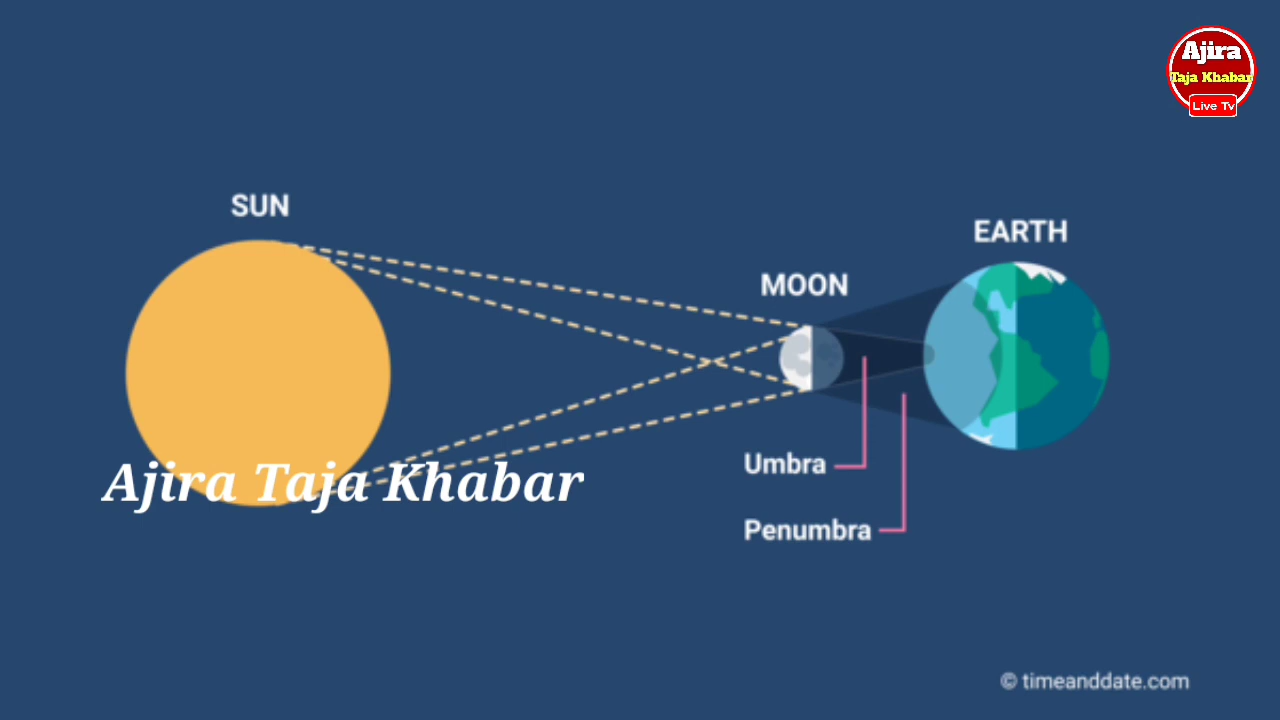 Ajira
Taja Khabar
Live Tv
SUN
EARTH
MOON
Umbra
Ajira Taja Khabar
Penumbra
© timeanddate.com